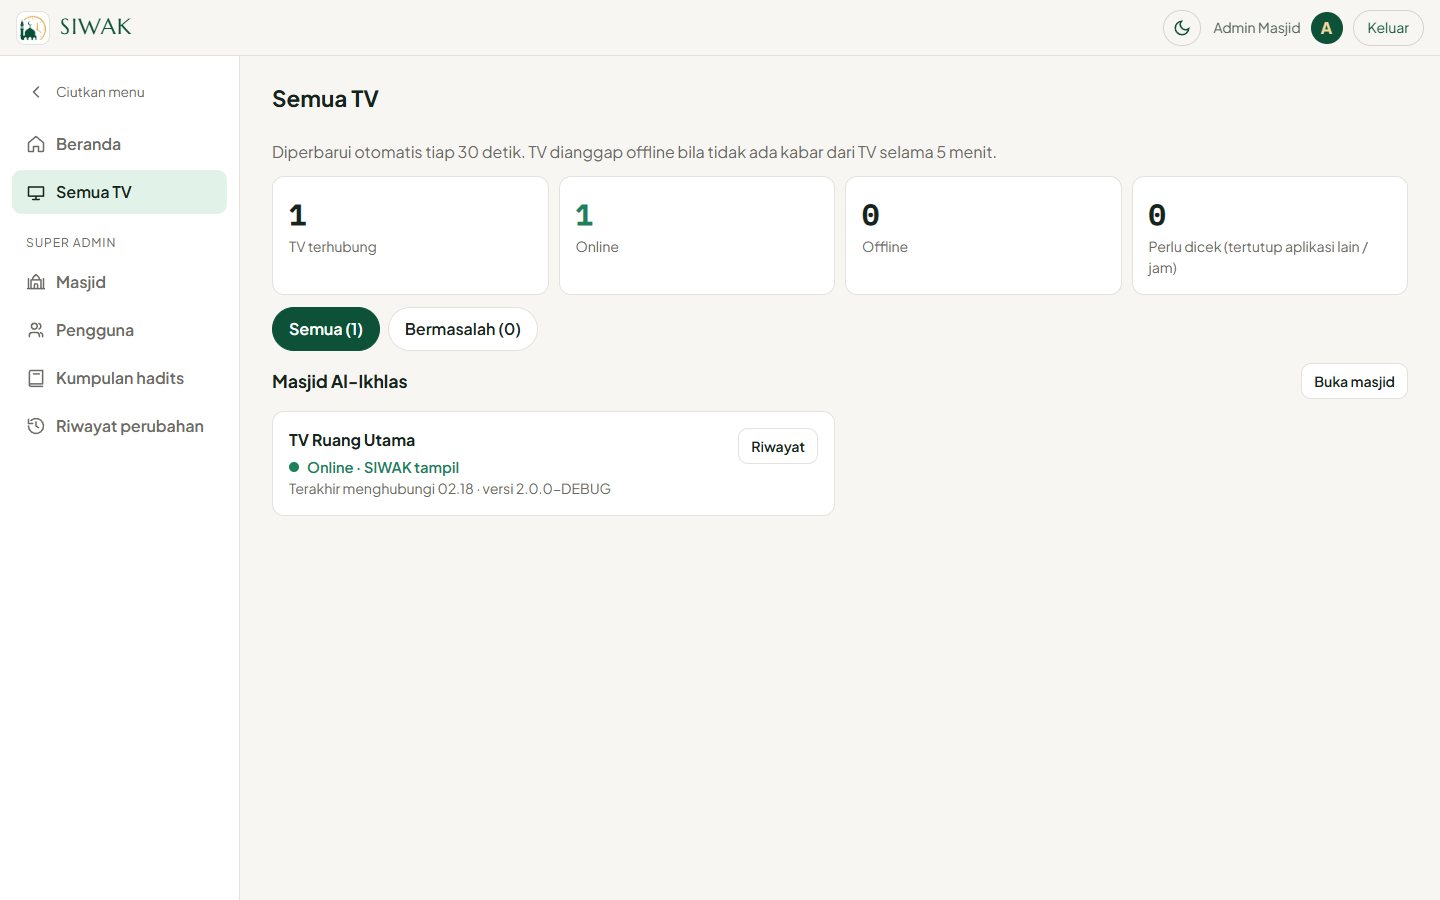 SIWAK
Admin Masjid
A
Keluar
Ciutkan menu
Beranda
Semua TV
SUPER ADMIN
Masjid
Pengguna
Kumpulan hadits
Riwayat perubahan
Semua TV
Diperbarui otomatis tiap 30 detik. TV dianggap offline bila tidak ada kabar dari TV selama 5 menit.
1
TV terhubung
1
Online
0
Offline
0
Perlu dicek (tertutup aplikasi lain /
jam)
Semua (1)
Bermasalah (0)
Masjid Al-Ikhlas
Buka masjid
TV Ruang Utama
Riwayat
Online · SIWAK tampil
Terakhir menghubungi 02.18 · versi 2.0.0-DEBUG